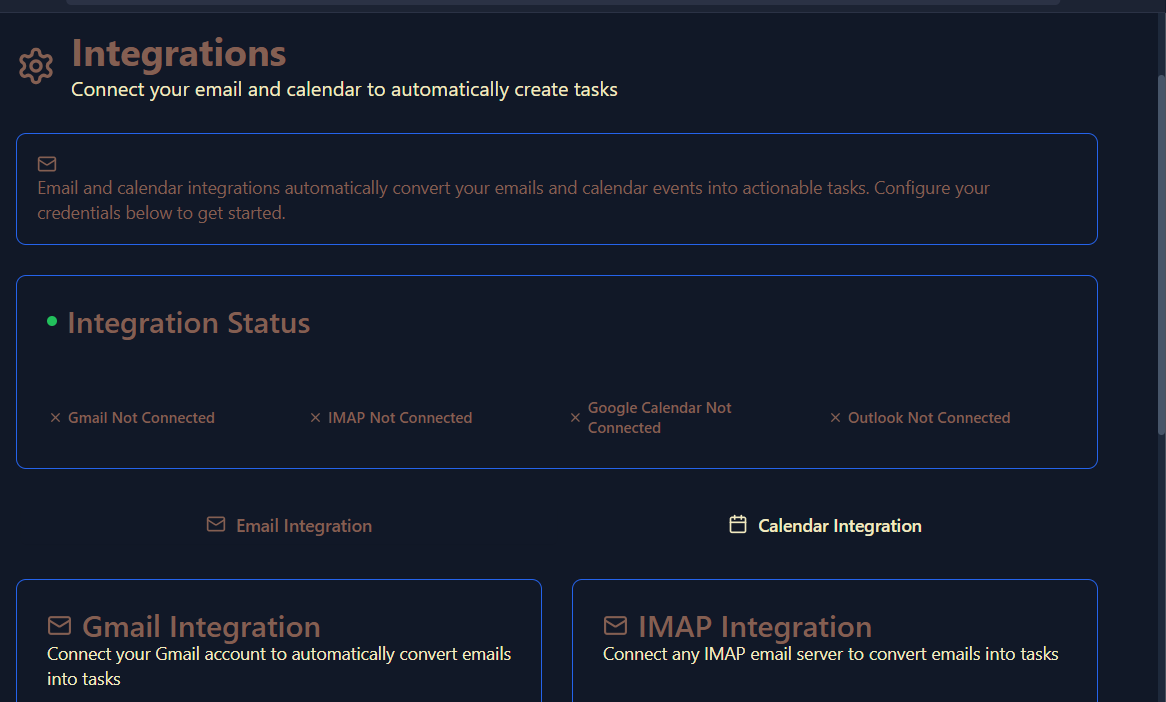 Integrations
Connect your email and calendar to automatically create tasks
Email and calendar integrations automatically convert your emails and calendar events into actionable tasks. Configure your
credentials below to get started.
Integration Status
Gmail Not Connected
IMAP Not Connected
Google Calendar Not
Connected
Outlook Not Connected
Email Integration
Calendar Integration
Gmail Integration
Connect your Gmail account to automatically convert emails
into tasks
IMAP Integration
Connect any IMAP email server to convert emails into tasks